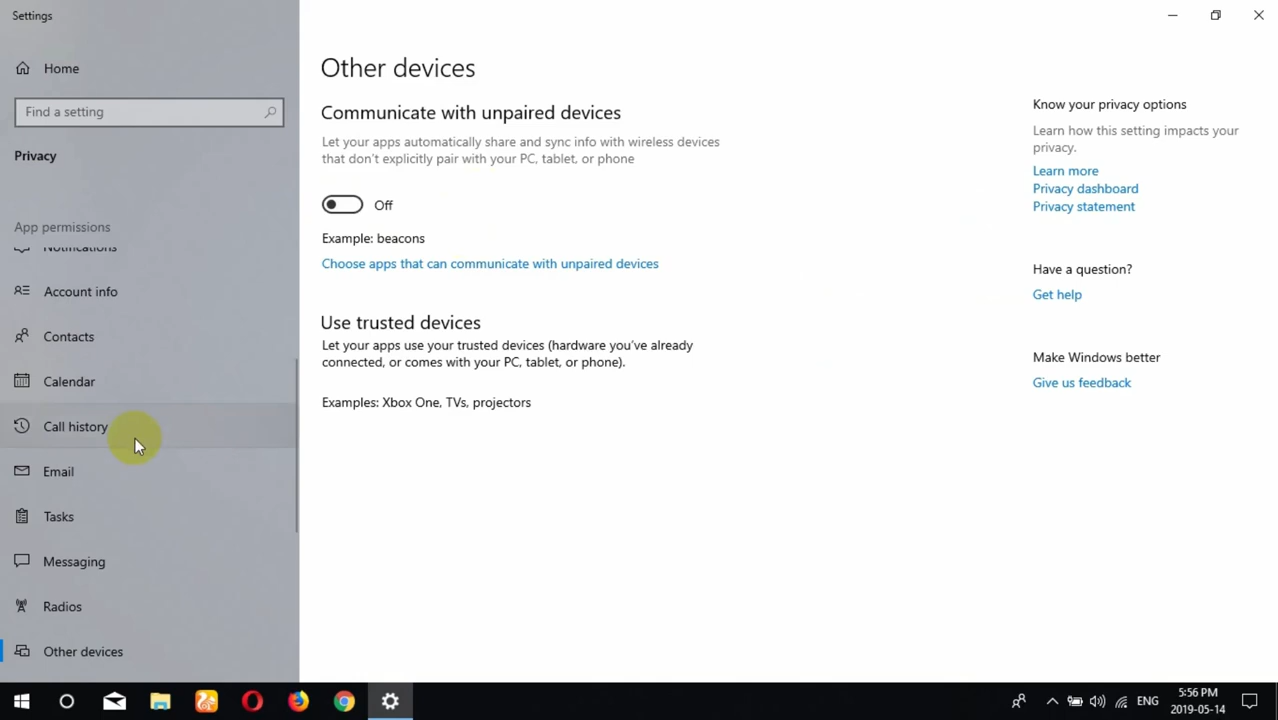 Settings
Home
Find a setting
Privacy
App permissions
Notifications
Account info
Contacts
Calendar
Call history
Email
Tasks
Messaging
Radios
Other devices
Other devices
Communicate with unpaired devices
Let your apps automatically share and sync info with wireless devices
that don't explicitly pair with your PC, tablet, or phone
Off
Example: beacons
Choose apps that can communicate with unpaired devices
Use trusted devices
Let your apps use your trusted devices (hardware you've already
connected, or comes with your PC, tablet, or phone).
Examples: Xbox One, TVs, projectors
Know your privacy options
Learn how this setting impacts your
privacy.
Learn more
Privacy dashboard
Privacy statement
Have a question?
Get help
Make Windows better
Give us feedback
ENG
5:56 PM
2019-05-14